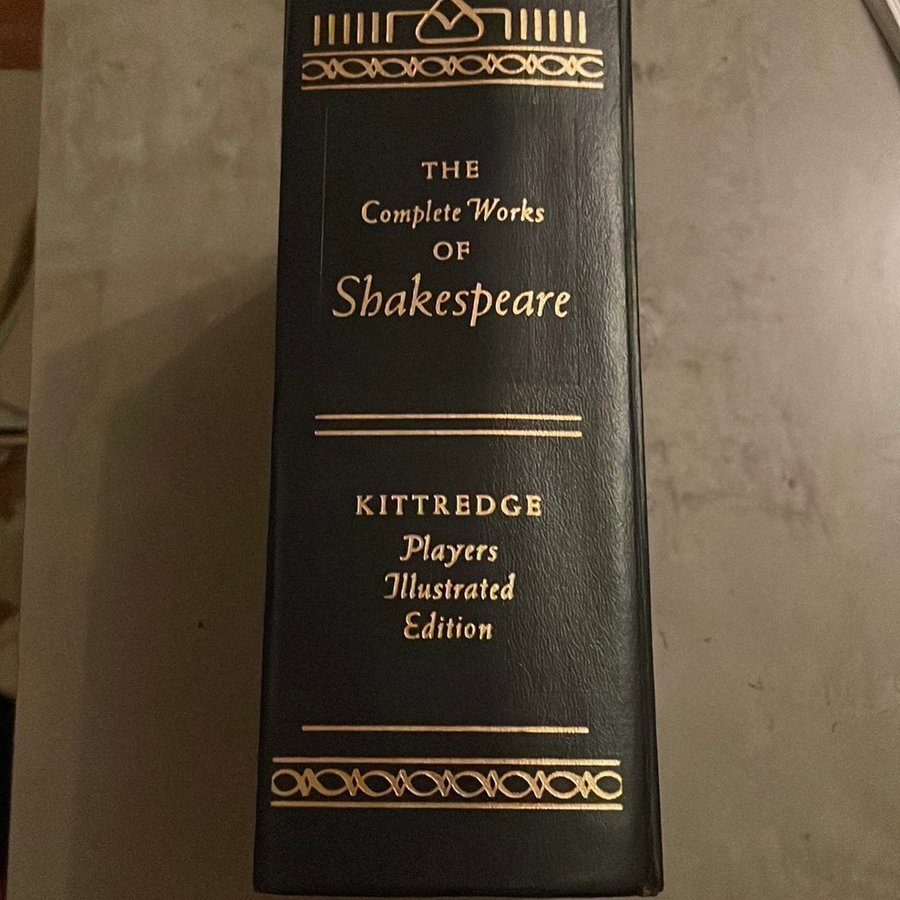 THE
Complete Works
OF
Shakespeare
KITTREDGE
Players
Illustrated
Edition